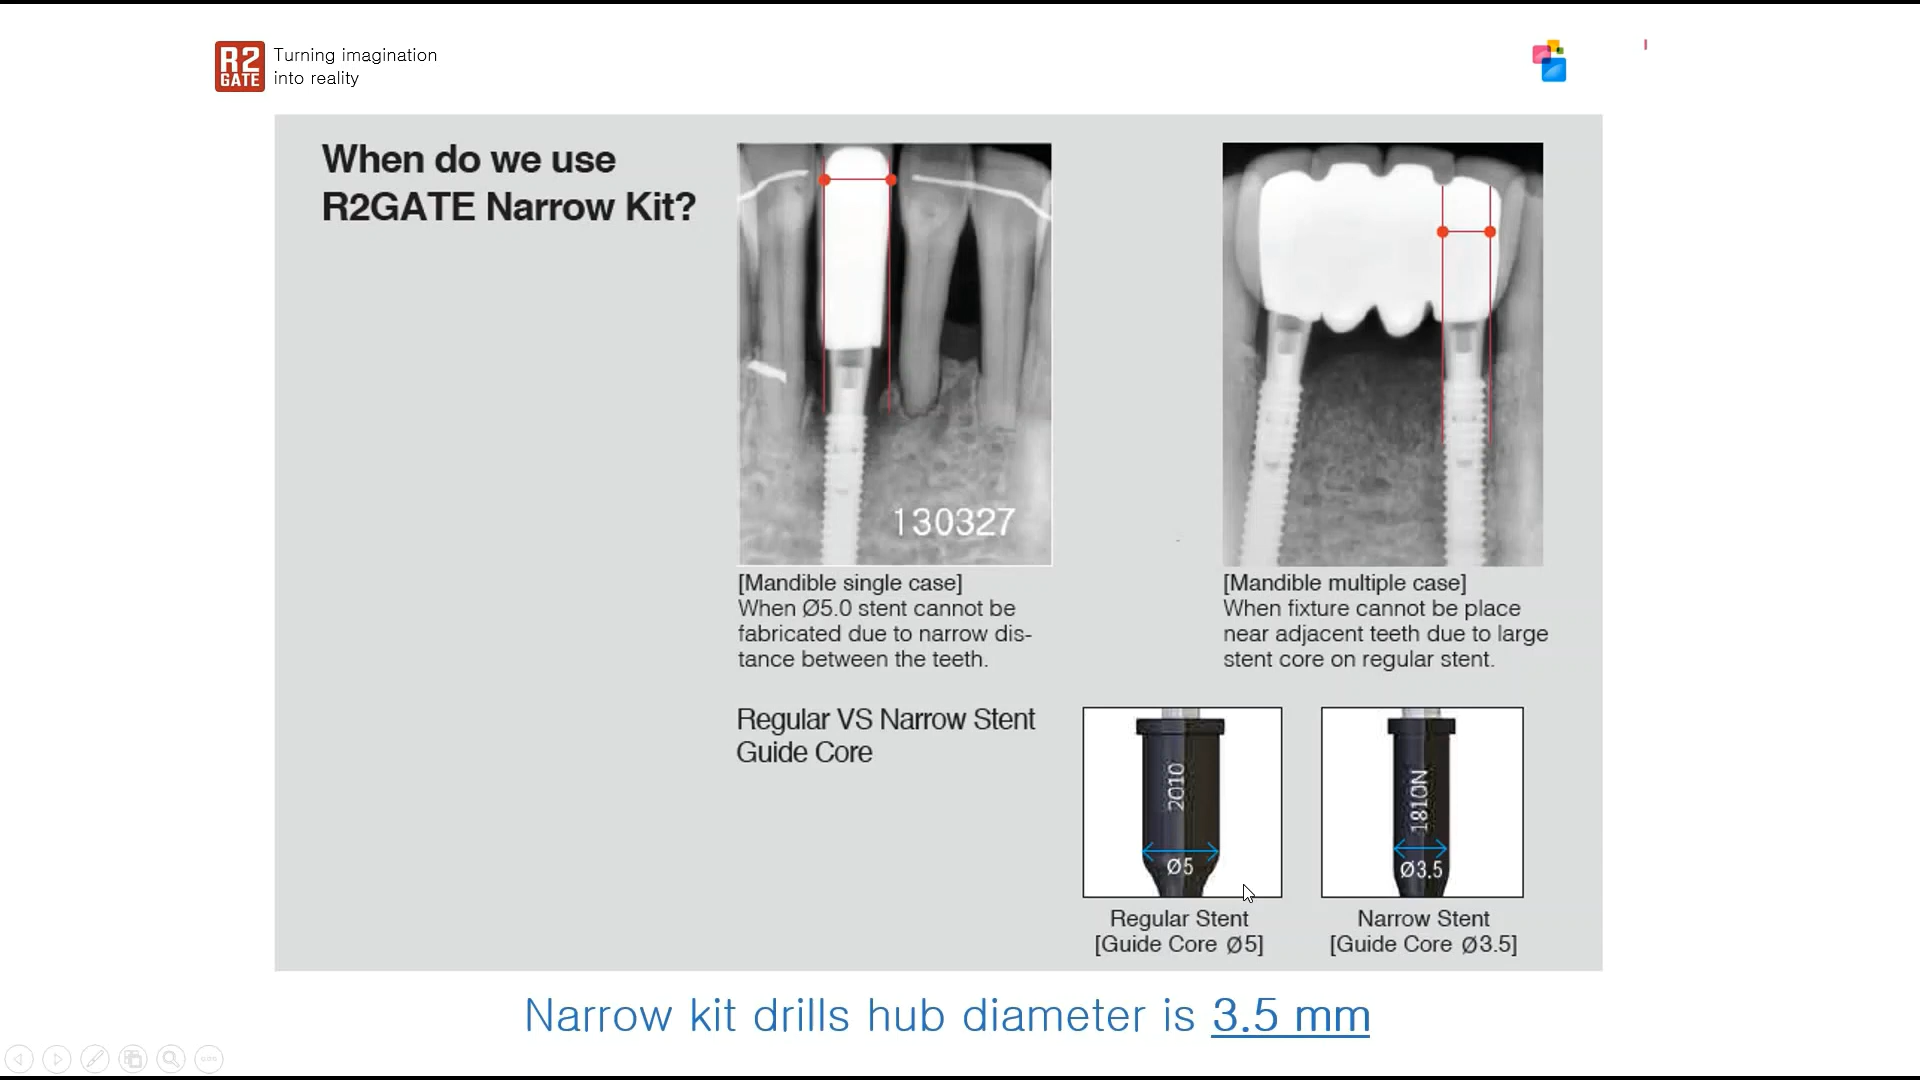 R2
GATE
Turning imagination
into reality
When do we use
R2GATE Narrow Kit?
130327
[Mandible single case]
When Ø5.0 stent cannot be
fabricated due to narrow dis-
tance between the teeth.
[Mandible multiple case]
When fixture cannot be place
near adjacent teeth due to large
stent core on regular stent.
Regular VS Narrow Stent
Guide Core
2010
Ø5
Regular Stent
[Guide Core Ø5]
1810N
Ø3.5
Narrow Stent
[Guide Core Ø3.5]
Narrow kit drills hub diameter is 3.5 mm